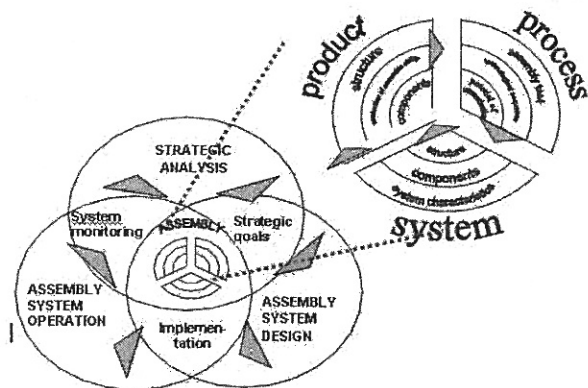 product
structure
components
process
assembly task
structure
components
system characteristics
system
STRATEGIC
ANALYSIS
System
monitoring
ASSEMBLY
Strategic
goals
ASSEMBLY
SYSTEM
OPERATION
Implemen-
tation
ASSEMBLY
SYSTEM
DESIGN